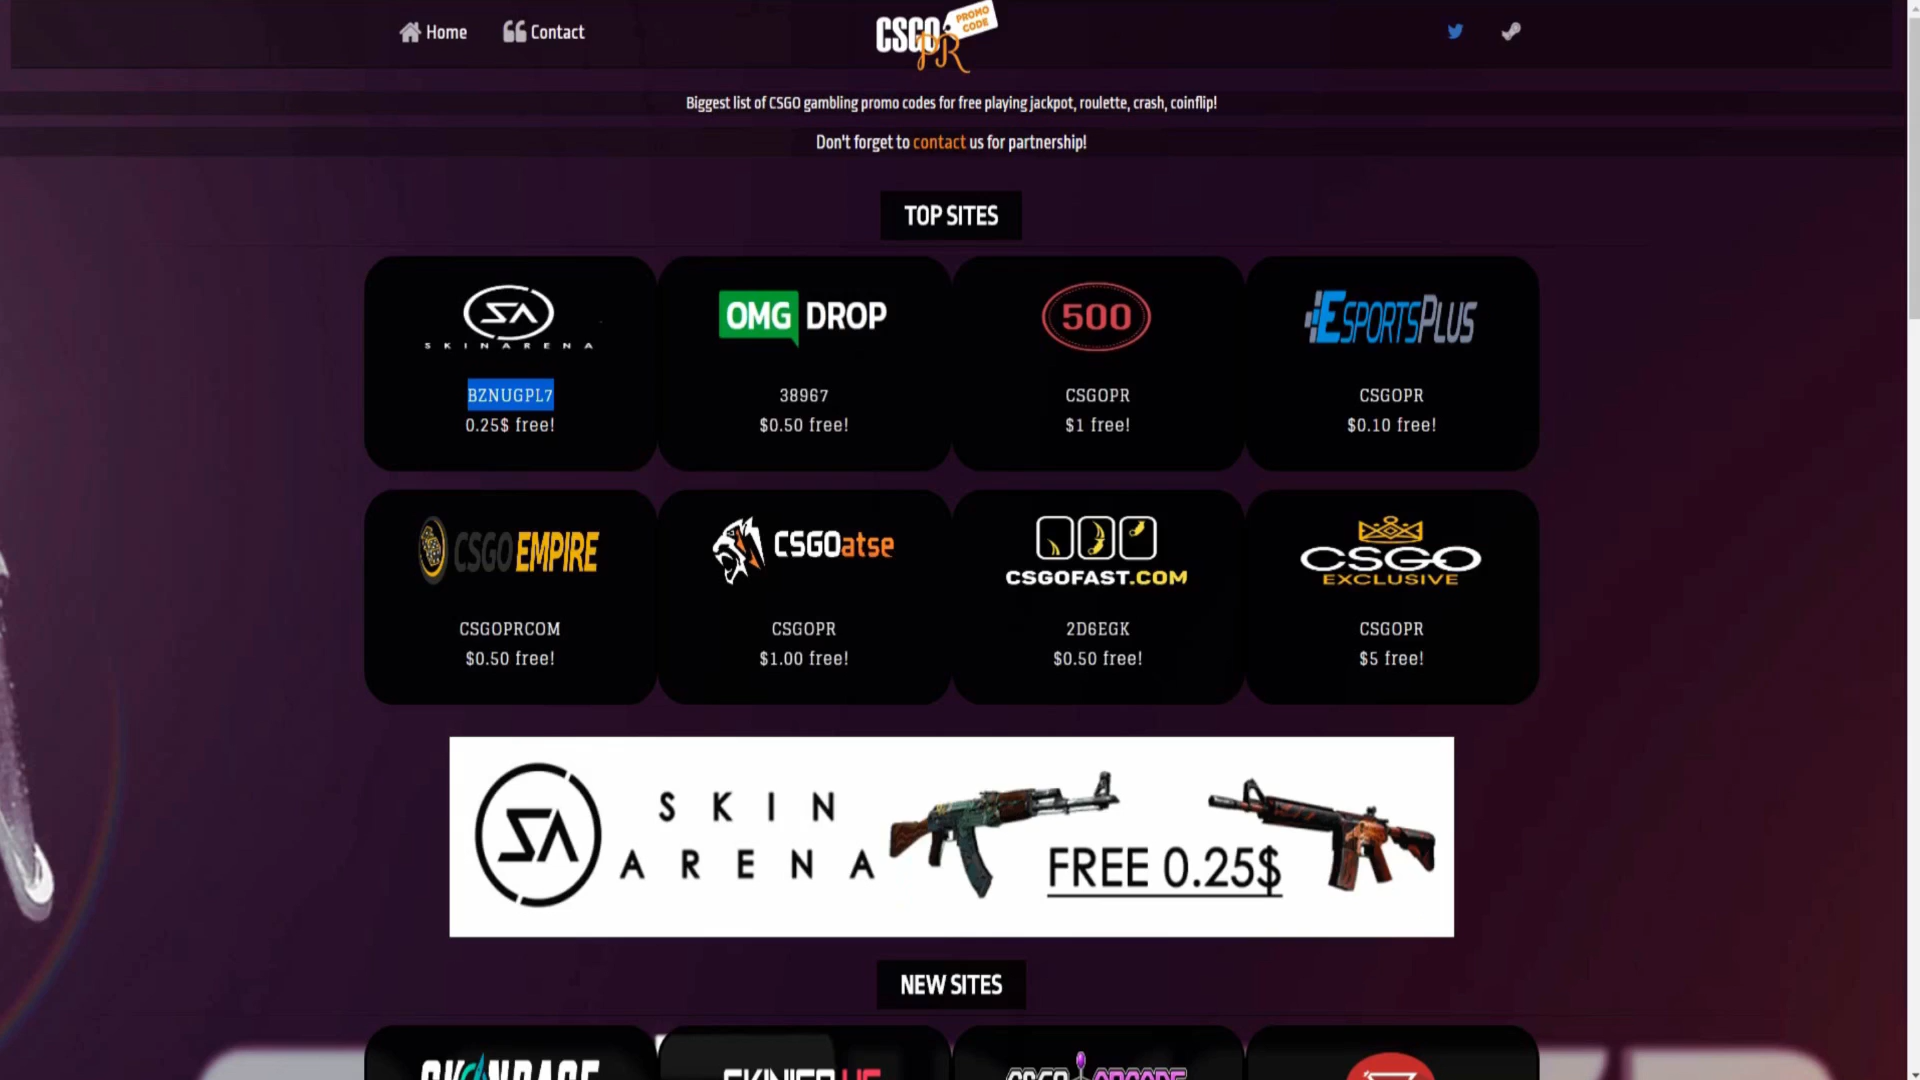 Home
Contact
CSGO
PROMO
CODE
PR
Biggest list of CSGO gambling promo codes for free playing jackpot, roulette, crash, coinflip!
Don't forget to contact us for partnership!
TOP SITES
SA
SKINARENA
BZNUGPL7
0.25$ free!
OMG DROP
38967
$0.50 free!
500
CSGOPR
$1 free!
ESPORTSPLUS
CSGOPR
$0.10 free!
CSGOEMPIRE
CSGOPRCOM
$0.50 free!
CSGOatse
CSGOPR
$1.00 free!
CSGOFAST.COM
2D6EGK
$0.50 free!
CSGO
EXCLUSIVE
CSGOPR
$5 free!
SA
SKIN
ARENA
FREE 0.25$
NEW SITES